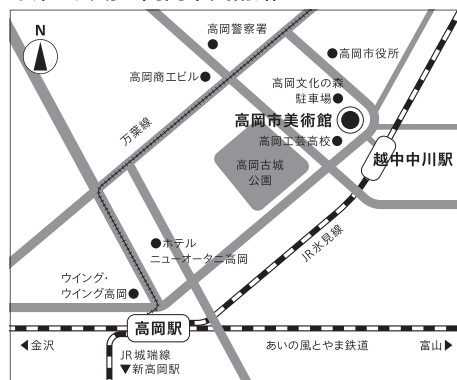 N
高岡警察署
高岡市役所
高岡商工ビル
高岡文化の森
駐車場
万葉線
高岡市美術館
高岡工芸高校
越中中川駅
高岡古城
公園
JR氷見線
ホテル
ニューオータニ高岡
ウイング・
ウイング高岡
高岡駅
◀金沢
あいの風とやま鉄道
富山▶
JR城端線
▼新高岡駅